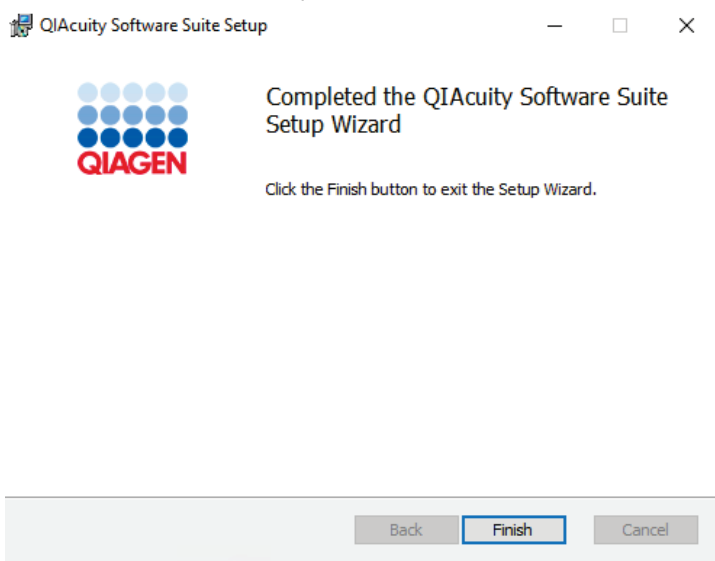 QIAcuity Software Suite Setup
QIAGEN
Completed the QIAcuity Software Suite
Setup Wizard
Click the Finish button to exit the Setup Wizard.
Back
Finish
Cancel